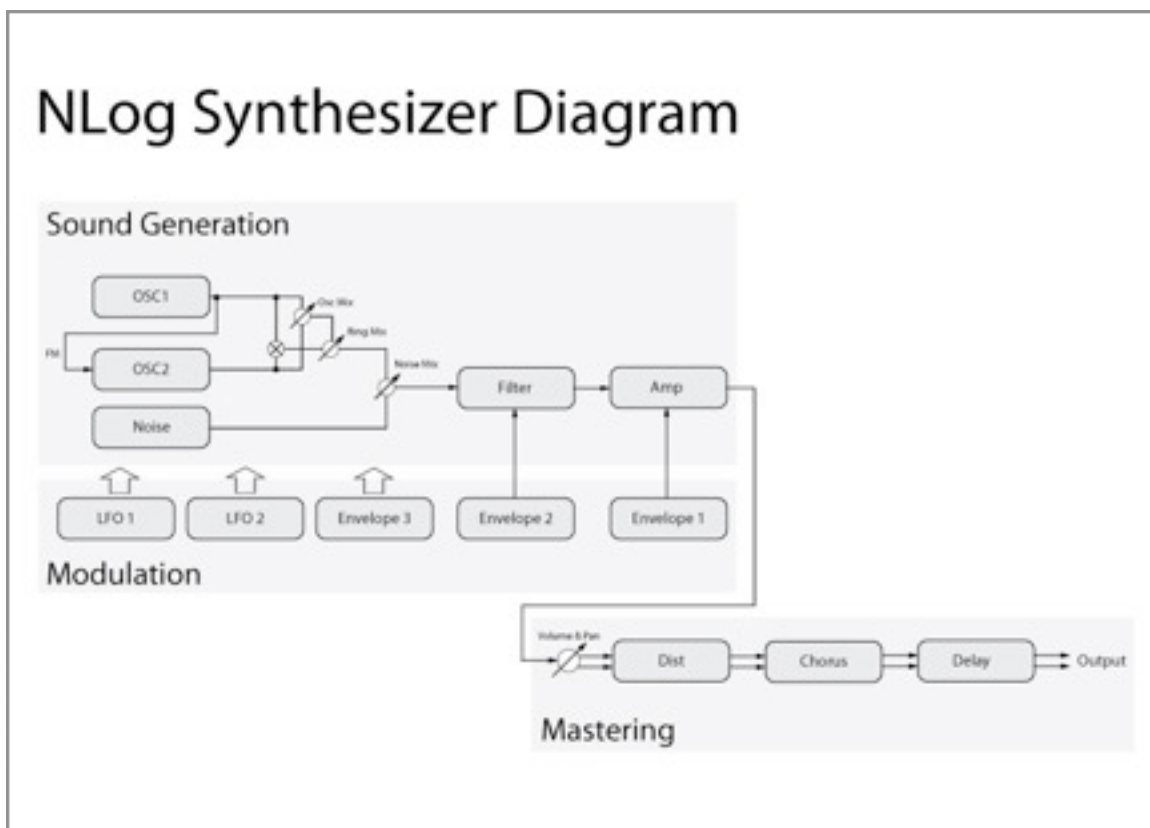 NLog Synthesizer Diagram
Sound Generation
OSC1
Osc Mix
Ring Mix
FM
OSC2
Noise Mix
Filter
Amp
Noise
LFO 1
LFO 2
Envelope 3
Envelope 2
Envelope 1
Modulation
Volume & Pan
Dist
Chorus
Delay
Output
Mastering